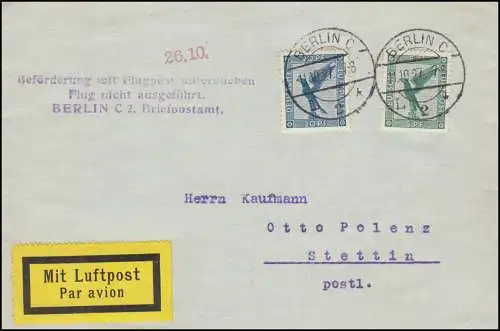 26.10.
Beförderung mit Flugpost unterblieben
Flug nicht ausgeführt.
BERLIN C 2. Briefpostamt.
BERLIN C
2
BERLIN C
2
Herrn Kaufmann
Otto Polenz
Stettin
postl.
Mit Luftpost
Par avion